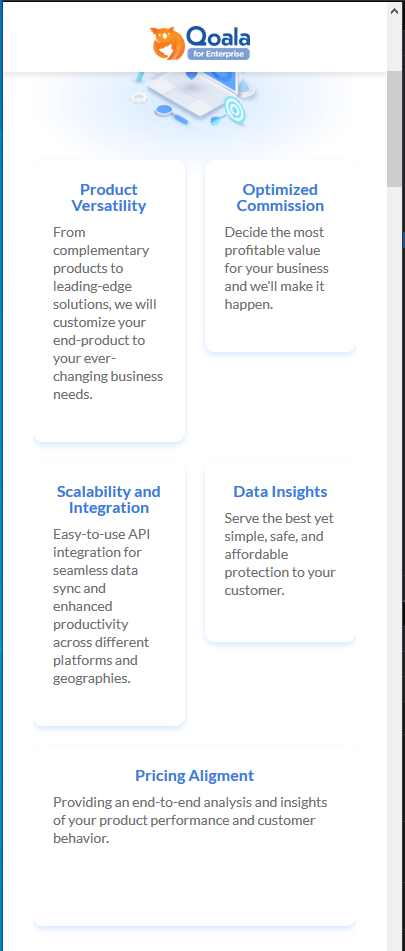 Qoala
for Enterprise
Product
Versatility
From
complementary
products to
leading-edge
solutions, we will
customize your
end-product to
your ever-
changing business
needs.
Optimized
Commission
Decide the most
profitable value
for your business
and we'll make it
happen.
Scalability and
Integration
Easy-to-use API
integration for
seamless data
sync and
enhanced
productivity
across different
platforms and
geographies.
Data Insights
Serve the best yet
simple, safe, and
affordable
protection to your
customer.
Pricing Aligment
Providing an end-to-end analysis and insights
of your product performance and customer
behavior.